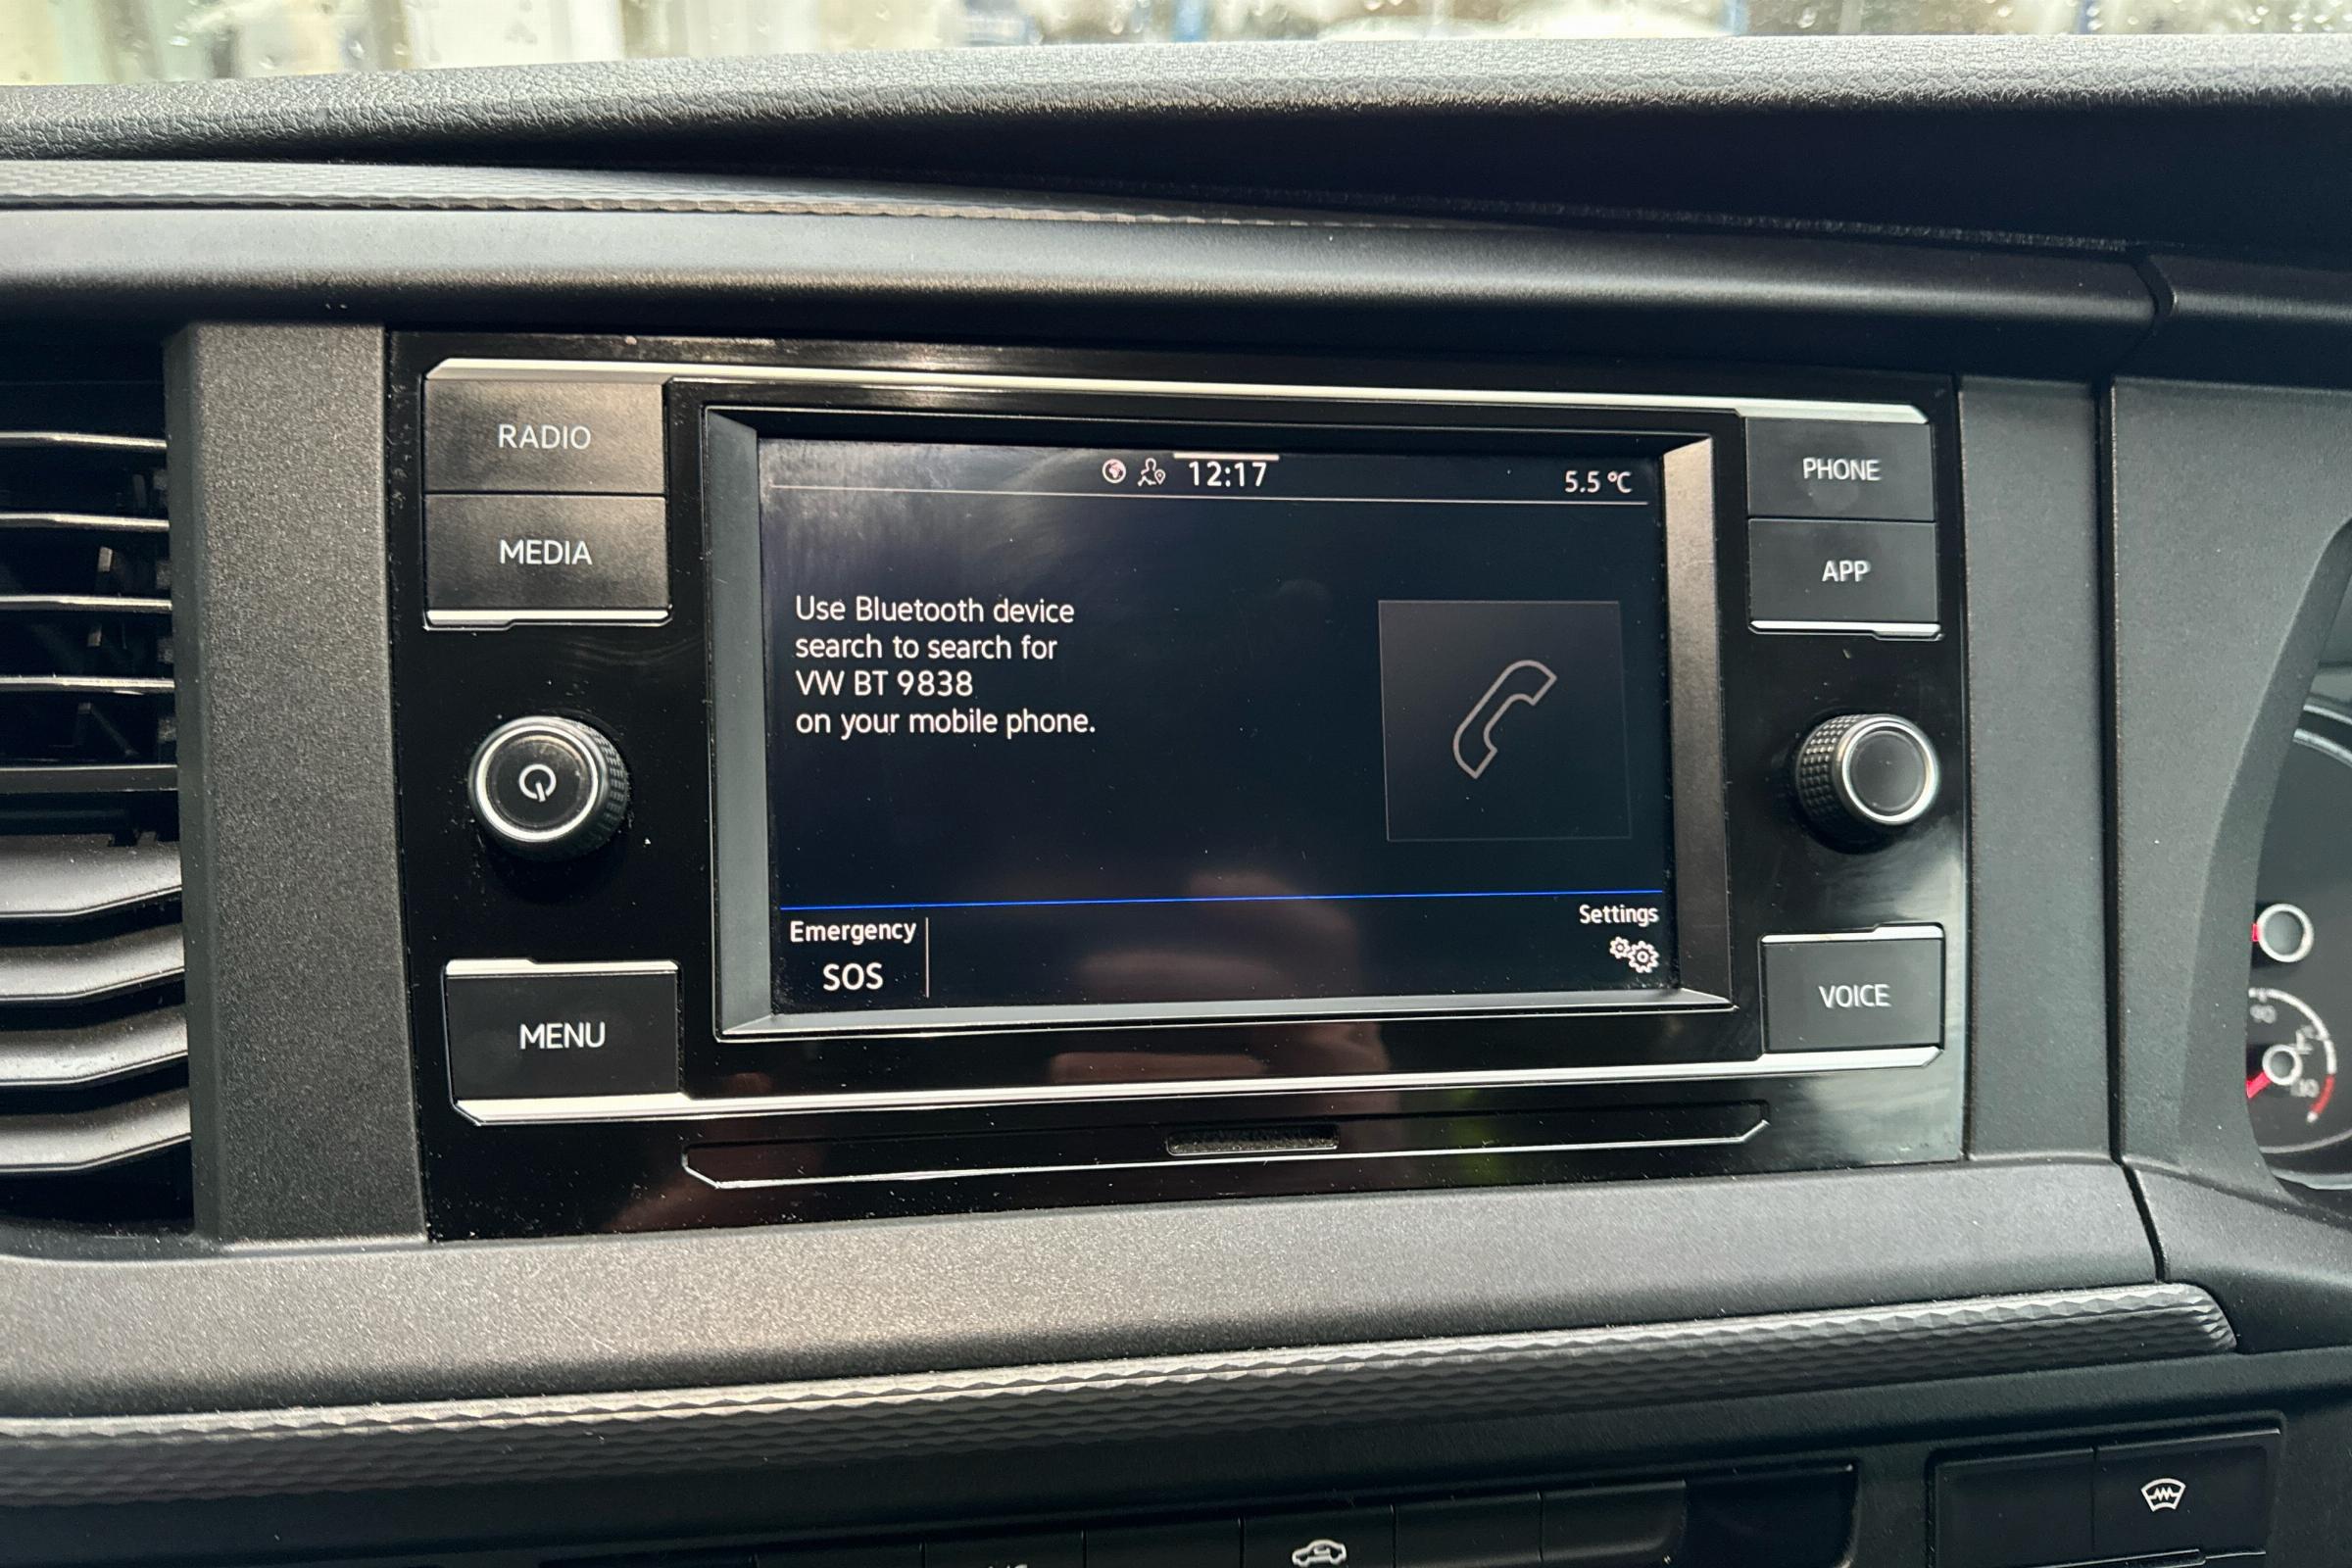 RADIO
MEDIA
MENU
12:17
5.5 °C
Use Bluetooth device
search to search for
VW BT 9838
on your mobile phone.
Emergency
SOS
Settings
PHONE
APP
VOICE
90